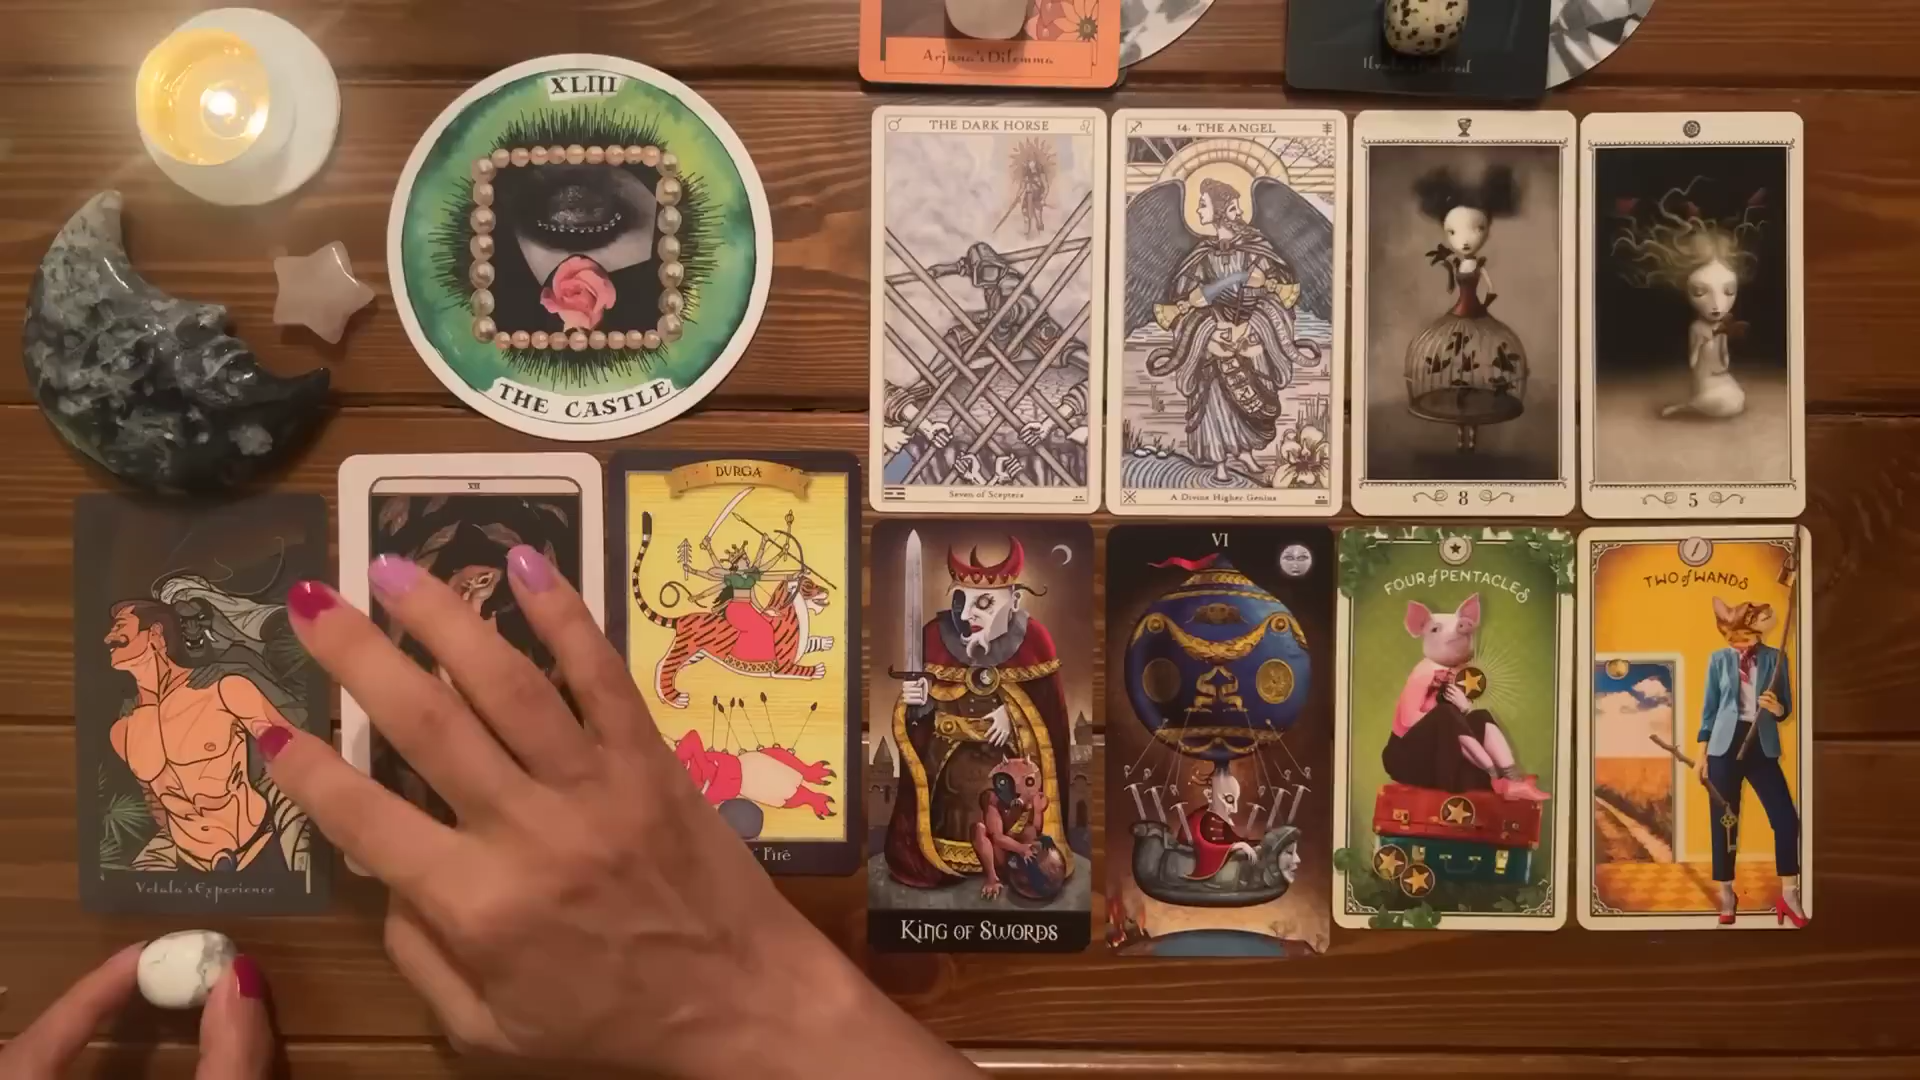 Arjuna's Dilemma
XLIII
THE CASTLE
THE DARK HORSE
Seven of Scepters
14. THE ANGEL
A Divine Higher Genius
8
5
XII
DURGA
Fire
Vetula's Experience
KING OF SWORDS
VI
FOUR of PENTACLES
TWO of WANDS